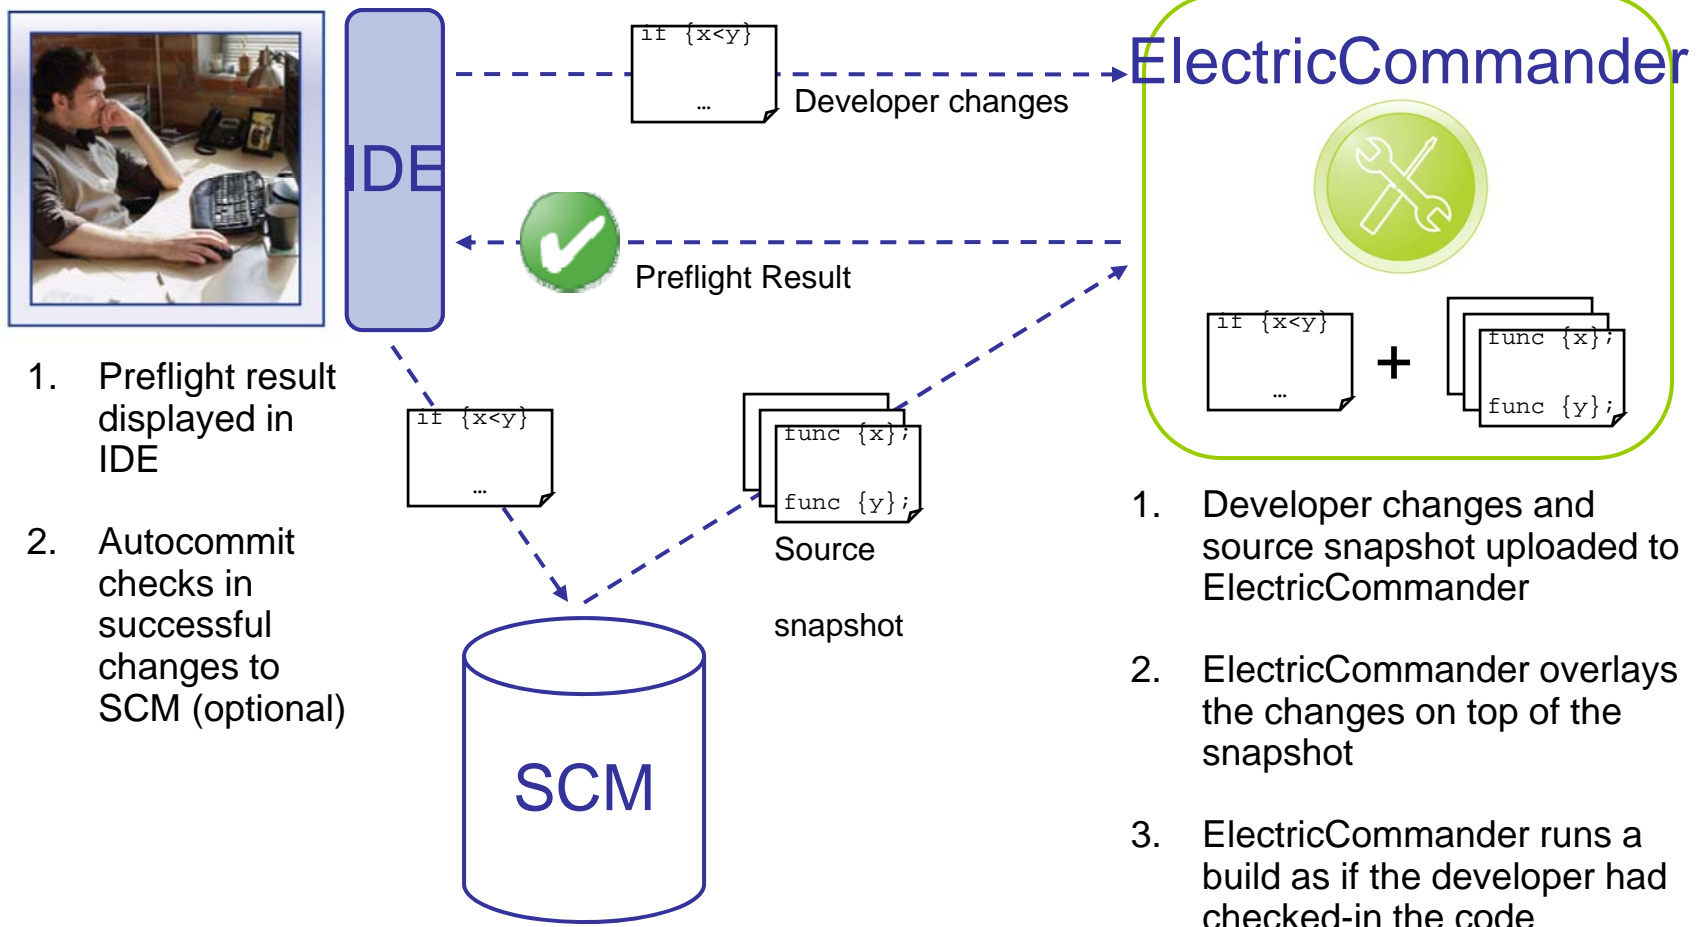 IDE
if {x<y}
…
Developer changes
ElectricCommander
Preflight Result
if {x<y}
…
+
func {x};
func {y};
1. Preflight result
displayed in
IDE
2. Autocommit
checks in
successful
changes to
SCM (optional)
if {x<y}
…
func {x};
func {y};
Source
snapshot
SCM
1. Developer changes and
source snapshot uploaded to
ElectricCommander
2. ElectricCommander overlays
the changes on top of the
snapshot
3. ElectricCommander runs a
build as if the developer had
checked-in the code